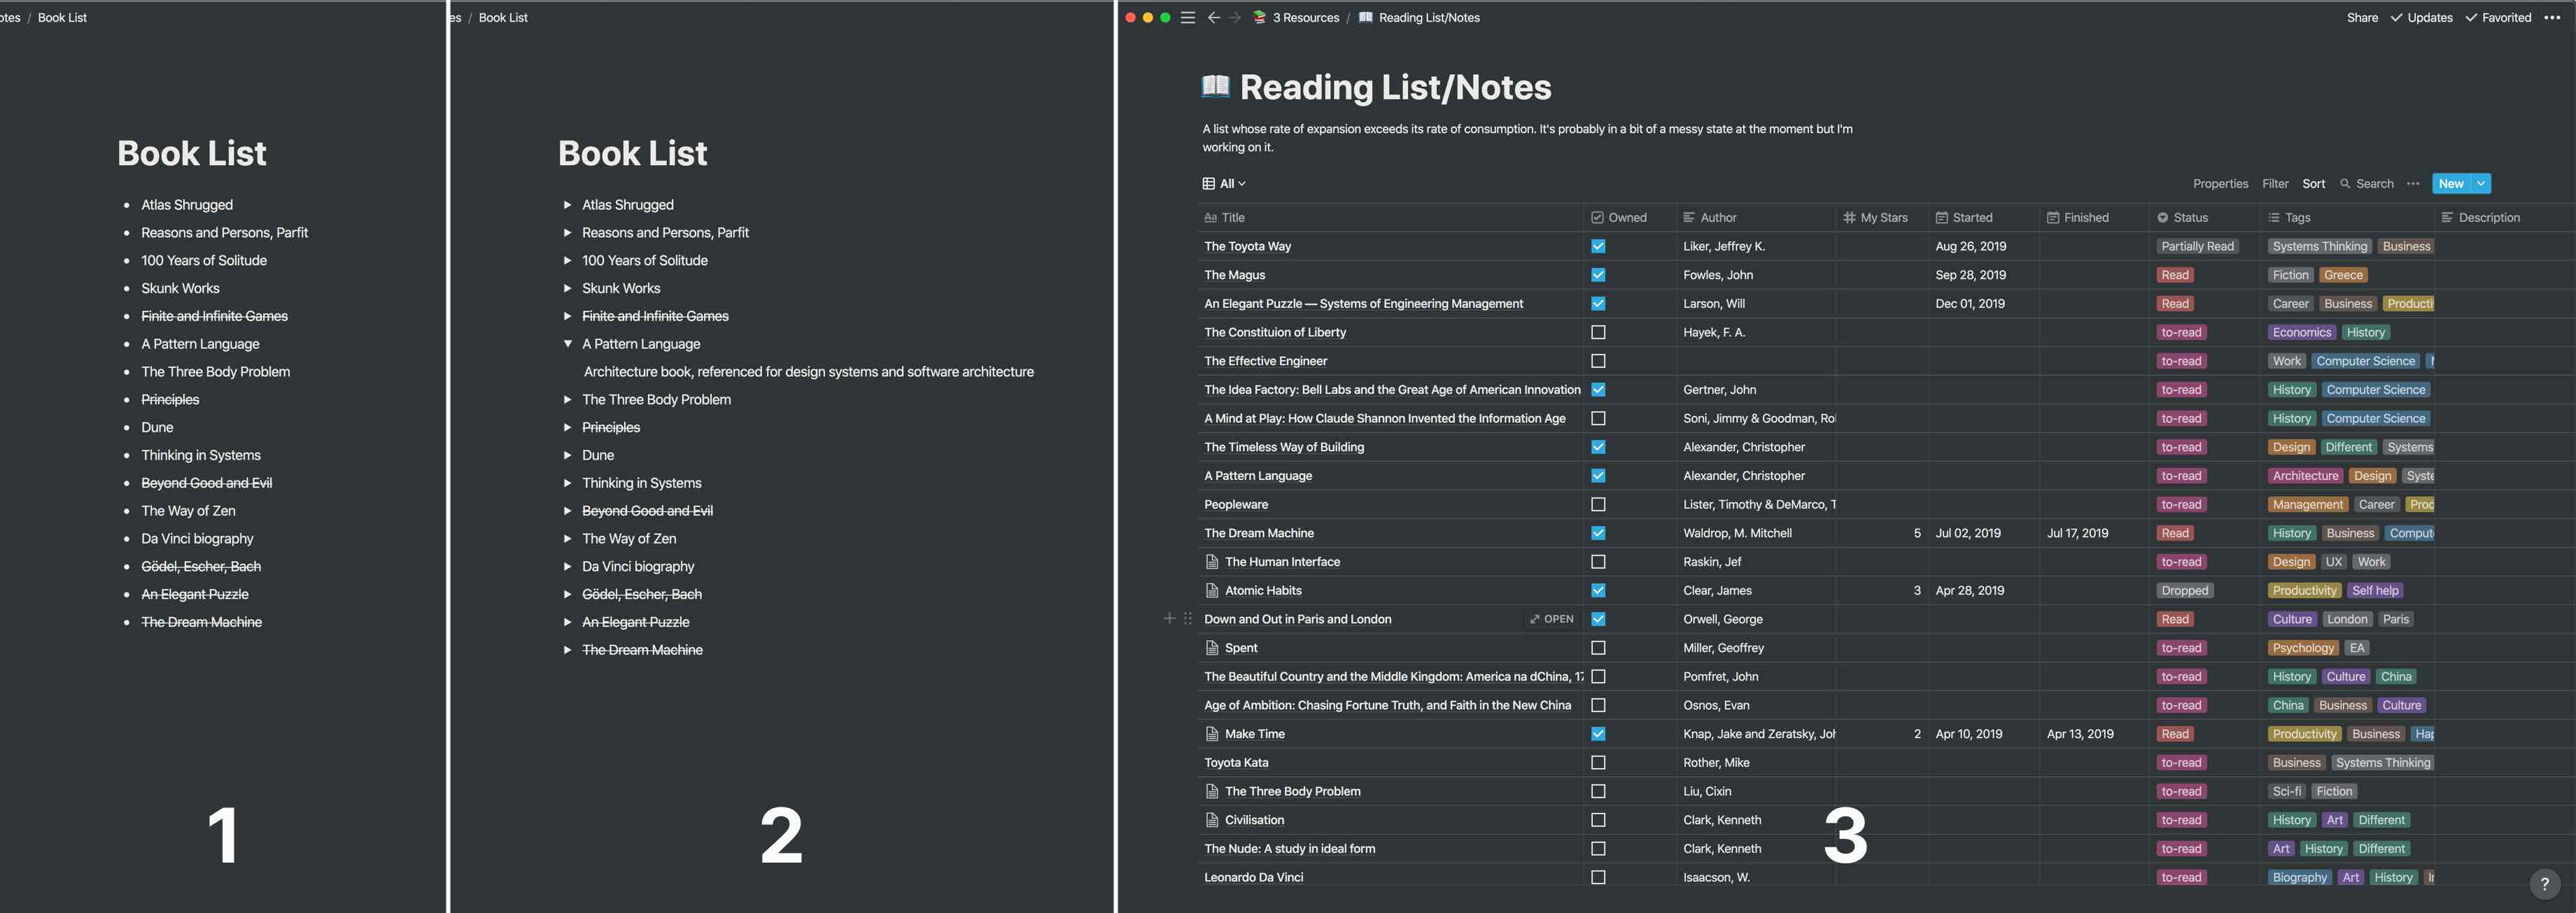 otes / Book List
Book List
• Atlas Shrugged
• Reasons and Persons, Parfit
• 100 Years of Solitude
• Skunk Works
• Finite and Infinite Games
• A Pattern Language
• The Three Body Problem
• Principles
• Dune
• Thinking in Systems
• Beyond Good and Evil
• The Way of Zen
• Da Vinci biography
• Gödel, Escher, Bach
• An Elegant Puzzle
• The Dream Machine
1
es / Book List
Book List
Atlas Shrugged
Reasons and Persons, Parfit
100 Years of Solitude
Skunk Works
Finite and Infinite Games
A Pattern Language
Architecture book, referenced for design systems and software architecture
The Three Body Problem
Principles
Dune
Thinking in Systems
Beyond Good and Evil
The Way of Zen
Da Vinci biography
Gödel, Escher, Bach
An Elegant Puzzle
The Dream Machine
2
3 Resources / Reading List/Notes Share Updates Favorited •••
Reading List/Notes
A list whose rate of expansion exceeds its rate of consumption. It's probably in a bit of a messy state at the moment but I'm
working on it.
All Properties Filter Sort Search ••• New
Aa Title Owned Author # My Stars Started Finished Status Tags Description
The Toyota Way Liker, Jeffrey K. Aug 26, 2019 Partially Read Systems Thinking Business
The Magus Fowles, John Sep 28, 2019 Read Fiction Greece
An Elegant Puzzle — Systems of Engineering Management Larson, Will Dec 01, 2019 Read Career Business Producti
The Constituion of Liberty Hayek, F. A. to-read Economics History
The Effective Engineer to-read Work Computer Science
The Idea Factory: Bell Labs and the Great Age of American Innovation Gertner, John to-read History Computer Science
A Mind at Play: How Claude Shannon Invented the Information Age Soni, Jimmy & Goodman, Ro to-read History Computer Science
The Timeless Way of Building Alexander, Christopher to-read Design Different Systems
A Pattern Language Alexander, Christopher to-read Architecture Design Syste
Peopleware Lister, Timothy & DeMarco, T to-read Management Career Proc
The Dream Machine Waldrop, M. Mitchell 5 Jul 02, 2019 Jul 17, 2019 Read History Business Comput
The Human Interface Raskin, Jef to-read Design UX Work
Atomic Habits Clear, James 3 Apr 28, 2019 Dropped Productivity Self help
Down and Out in Paris and London OPEN Orwell, George Read Culture London Paris
Spent Miller, Geoffrey to-read Psychology EA
The Beautiful Country and the Middle Kingdom: America na dChina, 17 Pomfret, John to-read History Culture China
Age of Ambition: Chasing Fortune Truth, and Faith in the New China Osnos, Evan to-read China Business Culture
Make Time Knap, Jake and Zeratsky, Joh 2 Apr 10, 2019 Apr 13, 2019 Read Productivity Business Hap
Toyota Kata Rother, Mike to-read Business Systems Thinking
The Three Body Problem Liu, Cixin to-read Sci-fi Fiction
Civilisation Clark, Kenneth to-read History Art Different
The Nude: A study in ideal form Clark, Kenneth to-read Art History Different
Leonardo Da Vinci Isaacson, W. to-read Biography Art History
3
?